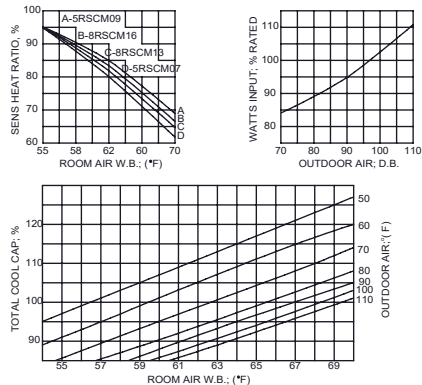 100
90
80
70
60
SENS HEAT RATIO, %
A-5RSCM09
B-8RSCM16
C-8RSCM13
D-5RSCM07
A
B
C
D
55 58 62 60 70
ROOM AIR W.B.; (°F)
110
100
90
80
WATTS INPUT; % RATED
70 80 90 100 110
OUTDOOR AIR; D.B.
120
110
100
90
TOTAL COOL CAP; %
50
60
70
80
90
100
110
OUTDOOR AIR;°( F)
55 57 59 61 63 65 67 69
ROOM AIR W.B.; (°F)